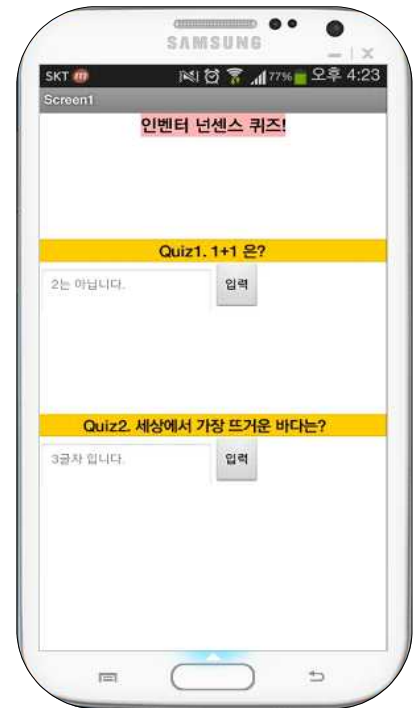 SAMSUNG
SKT 77% 오후 4:23
Screen1
인벤터 넌센스 퀴즈!
Quiz1. 1+1 은?
2는 아닙니다.
입력
Quiz2. 세상에서 가장 뜨거운 바다는?
3글자 입니다.
입력